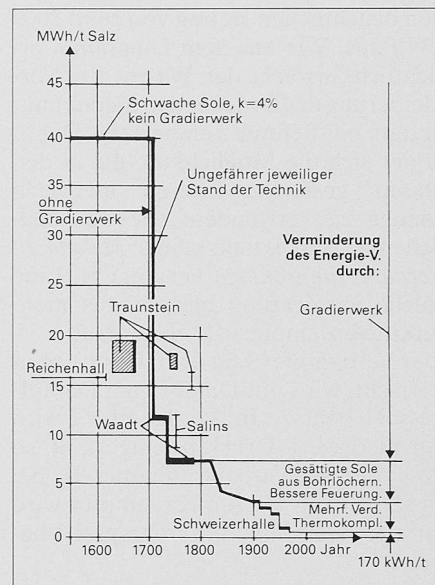 MWh/t Salz
45
Schwache Sole, k=4%
kein Gradierwerk
40
35
Ungefährer jeweiliger
Stand der Technik
ohne
Gradierwerk
30
Verminderung
des Energie-V.
durch:
25
Gradierwerk
Traunstein
20
15
Reichenhall
Waadt
Salins
10
5
Gesättigte Sole
aus Bohrlöchern.
Bessere Feuerung.
Mehrf. Verd.
Thermokompl.
Schweizerhalle
0
1500
1600
1700
1800
1900
2000
Jahr
170 kWh/t